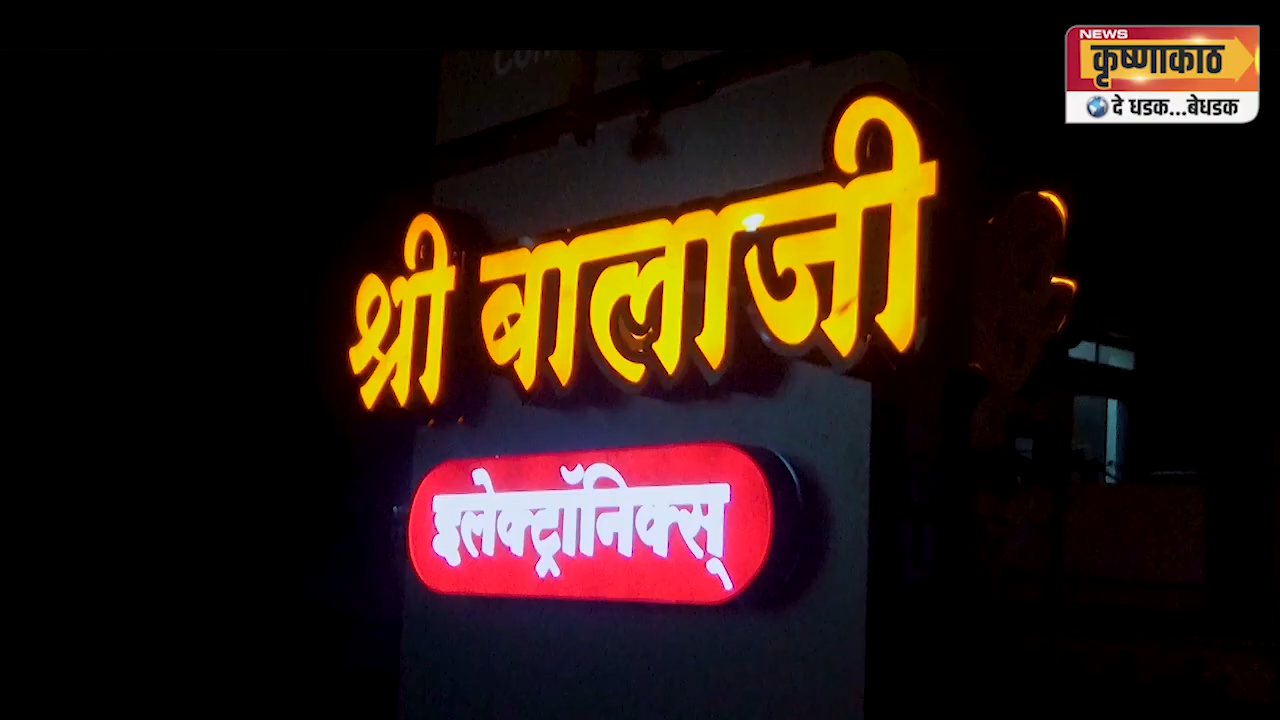 NEWS
कृष्णाकाठ
दे धडक...बेधडक
श्री बालाजी
इलेक्ट्रॉनिक्स्